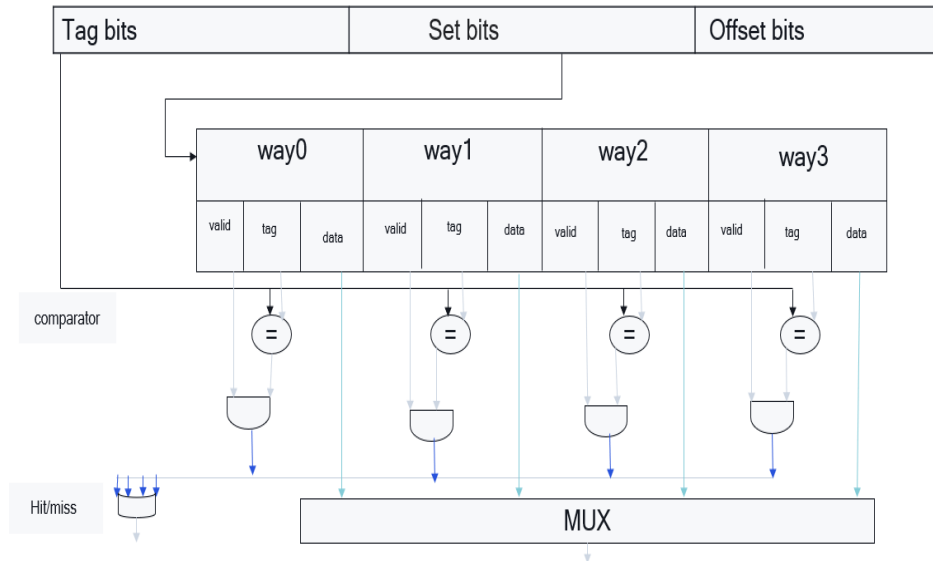 Tag bits Set bits Offset bits
way0 way1 way2 way3
valid tag data valid tag data valid tag data valid tag data
comparator
= = = =
Hit/miss
MUX